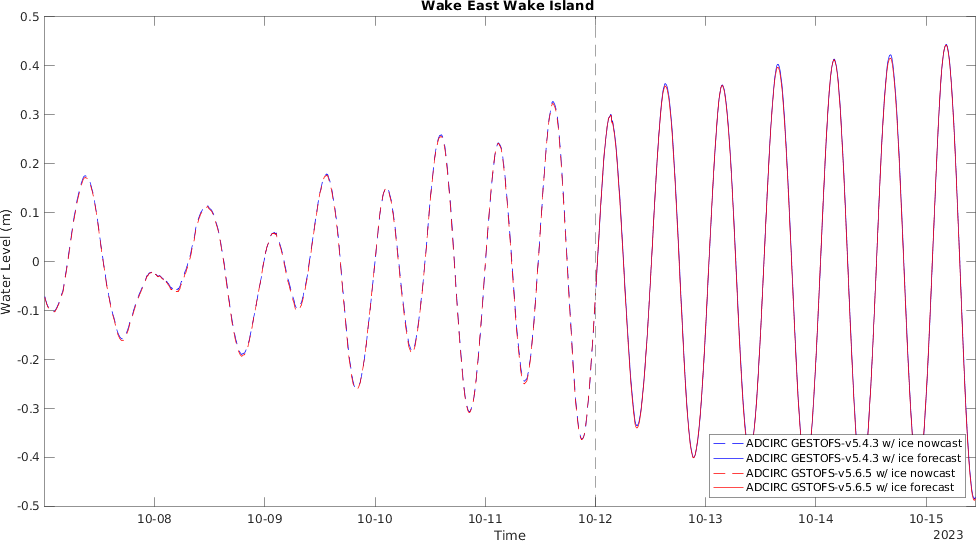 Wake East Wake Island
0.5
0.4
0.3
0.2
0.1
0
-0.1
-0.2
-0.3
-0.4
-0.5
Water Level (m)
ADCIRC GESTOFS-v5.4.3 w/ ice nowcast
ADCIRC GESTOFS-v5.4.3 w/ ice forecast
ADCIRC GSTOFS-v5.6.5 w/ ice nowcast
ADCIRC GSTOFS-v5.6.5 w/ ice forecast
10-08 10-09 10-10 10-11 10-12 10-13 10-14 10-15
Time
2023